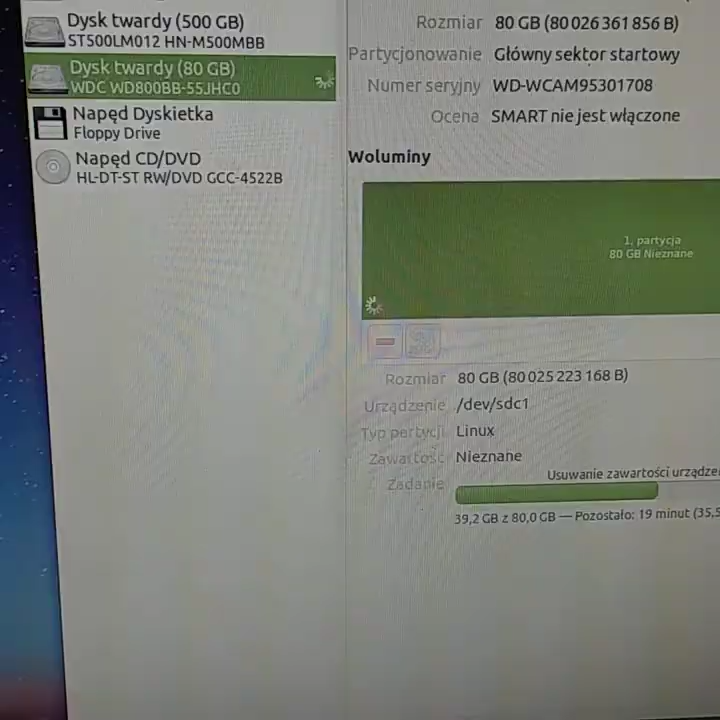 Dysk twardy (500 GB)
ST500LM012 HN-M500MBB
Dysk twardy (80 GB)
WDC WD800BB-55JHC0
Napęd Dyskietka
Floppy Drive
Napęd CD/DVD
HL-DT-ST RW/DVD GCC-4522B
Rozmiar 80 GB (80 026 361 856 B)
Partycjonowanie Główny sektor startowy
Numer seryjny WD-WCAM95301708
Ocena SMART nie jest włączone
Woluminy
1. partycja
80 GB Nieznane
Rozmiar 80 GB (80 025 223 168 B)
Urządzenie /dev/sdc1
Typ partycji Linux
Zawartość Nieznane
Zadanie
Usuwanie zawartości urządze
39,2 GB z 80,0 GB — Pozostało: 19 minut (35,5